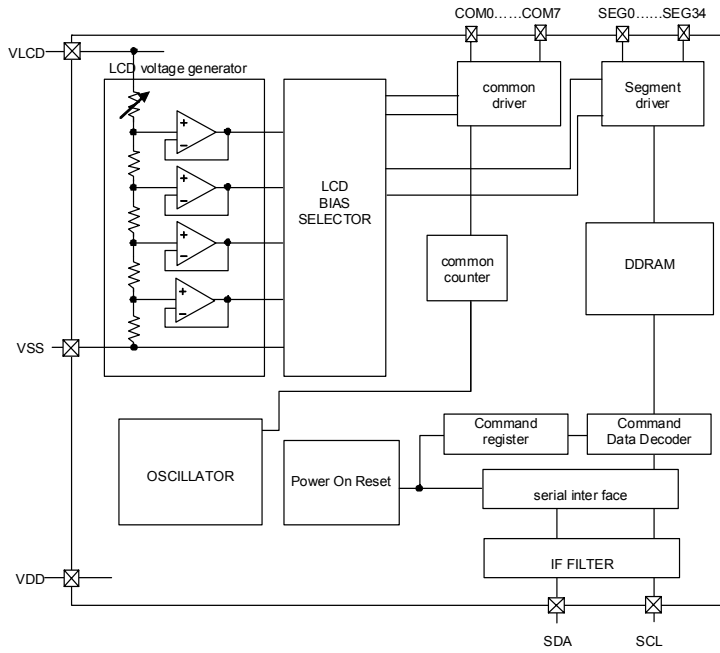 COM0……COM7
SEG0……SEG34
VLCD
LCD voltage generator
common
driver
Segment
driver
+
−
+
−
LCD
BIAS
SELECTOR
+
−
common
counter
DDRAM
+
−
VSS
Command
register
Command
Data Decoder
OSCILLATOR
Power On Reset
serial inter face
IF FILTER
VDD
SDA
SCL